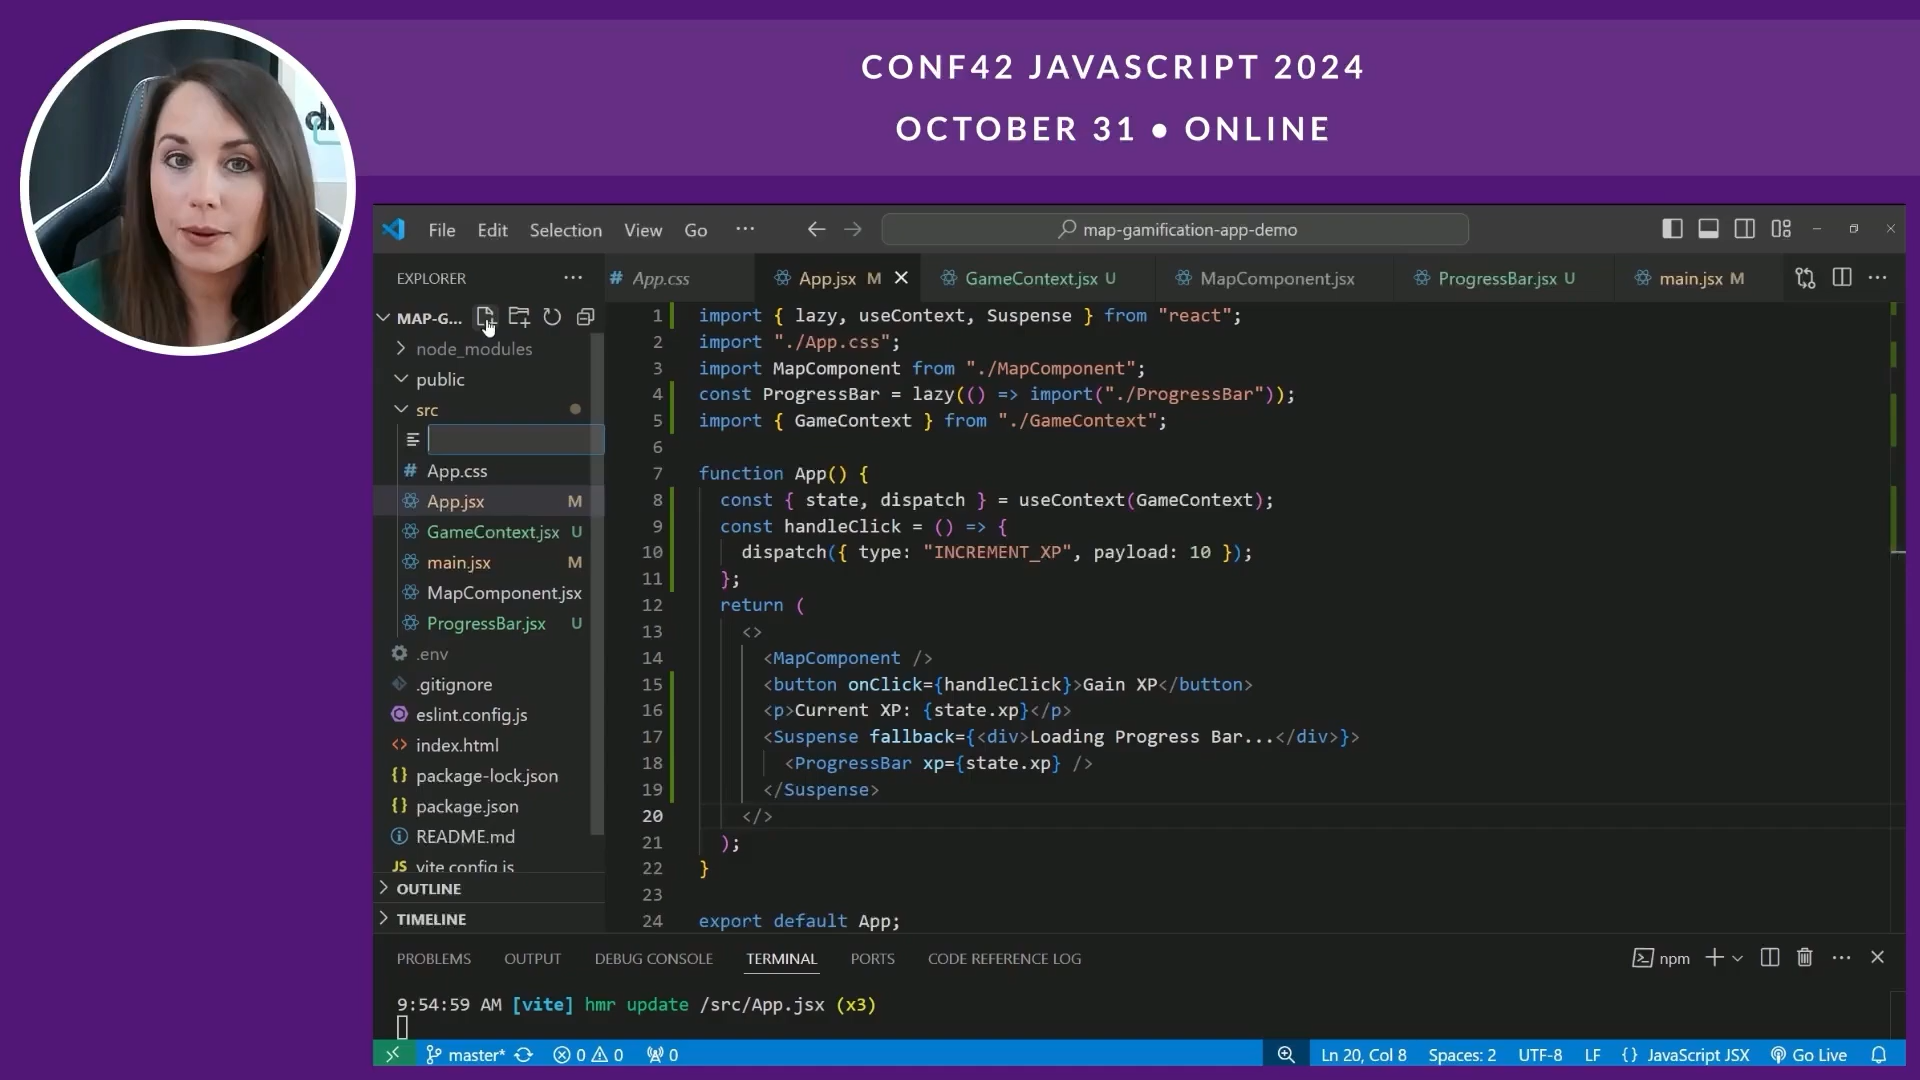 CONF42 JAVASCRIPT 2024
OCTOBER 31 • ONLINE
File Edit Selection View Go ··· map-gamification-app-demo
EXPLORER ···
MAP-G...
node_modules
public
src
# App.css
App.jsx M
GameContext.jsx U
main.jsx M
MapComponent.jsx
ProgressBar.jsx U
.env
.gitignore
eslint.config.js
<> index.html
{} package-lock.json
{} package.json
README.md
JS vite.config.js
OUTLINE
TIMELINE
# App.css App.jsx M GameContext.jsx U MapComponent.jsx ProgressBar.jsx U main.jsx M
1 import { lazy, useContext, Suspense } from "react";
2 import "./App.css";
3 import MapComponent from "./MapComponent";
4 const ProgressBar = lazy(() => import("./ProgressBar"));
5 import { GameContext } from "./GameContext";
6
7 function App() {
8 const { state, dispatch } = useContext(GameContext);
9 const handleClick = () => {
10 dispatch({ type: "INCREMENT_XP", payload: 10 });
11 };
12 return (
13 <>
14 <MapComponent />
15 <button onClick={handleClick}>Gain XP</button>
16 <p>Current XP: {state.xp}</p>
17 <Suspense fallback={<div>Loading Progress Bar...</div>}>
18 <ProgressBar xp={state.xp} />
19 </Suspense>
20 </>
21 );
22 }
23
24 export default App;
PROBLEMS OUTPUT DEBUG CONSOLE TERMINAL PORTS CODE REFERENCE LOG npm
9:54:59 AM [vite] hmr update /src/App.jsx (x3)
master* 0 0 0 Ln 20, Col 8 Spaces: 2 UTF-8 LF {} JavaScript JSX Go Live